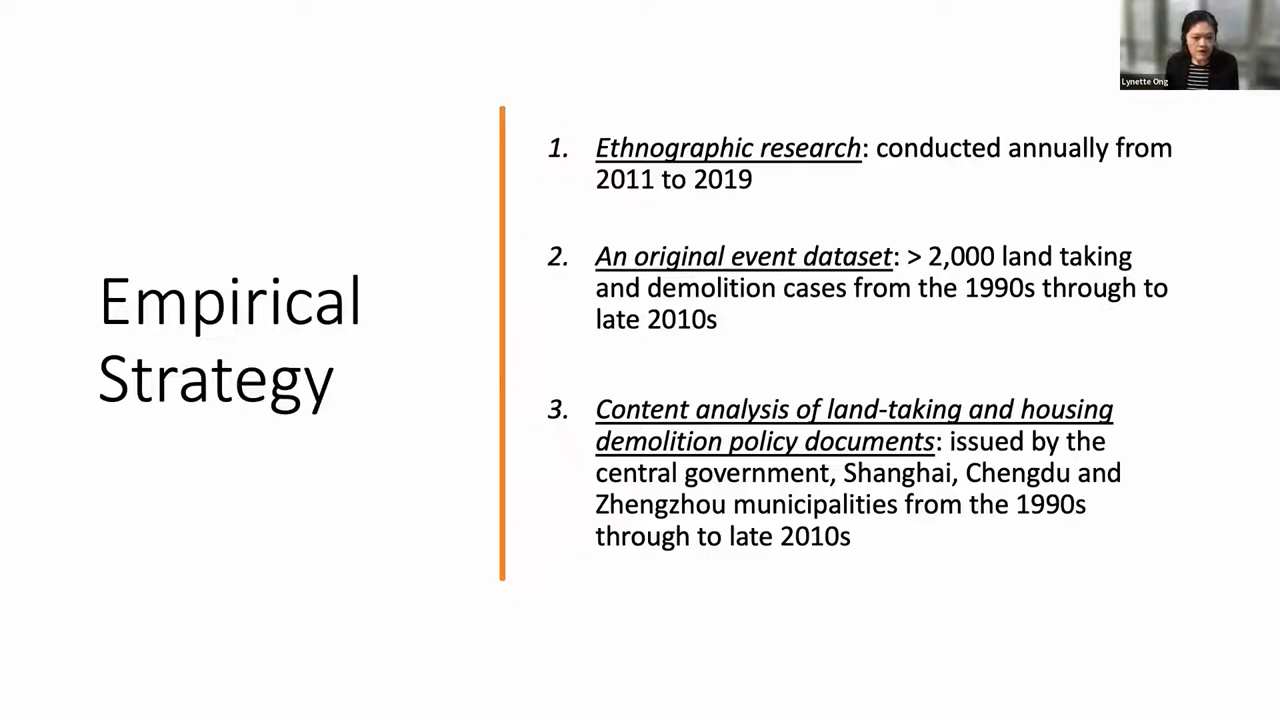 Lynette Ong
Empirical
Strategy
1. Ethnographic research: conducted annually from
2011 to 2019
2. An original event dataset: > 2,000 land taking
and demolition cases from the 1990s through to
late 2010s
3. Content analysis of land-taking and housing
demolition policy documents: issued by the
central government, Shanghai, Chengdu and
Zhengzhou municipalities from the 1990s
through to late 2010s